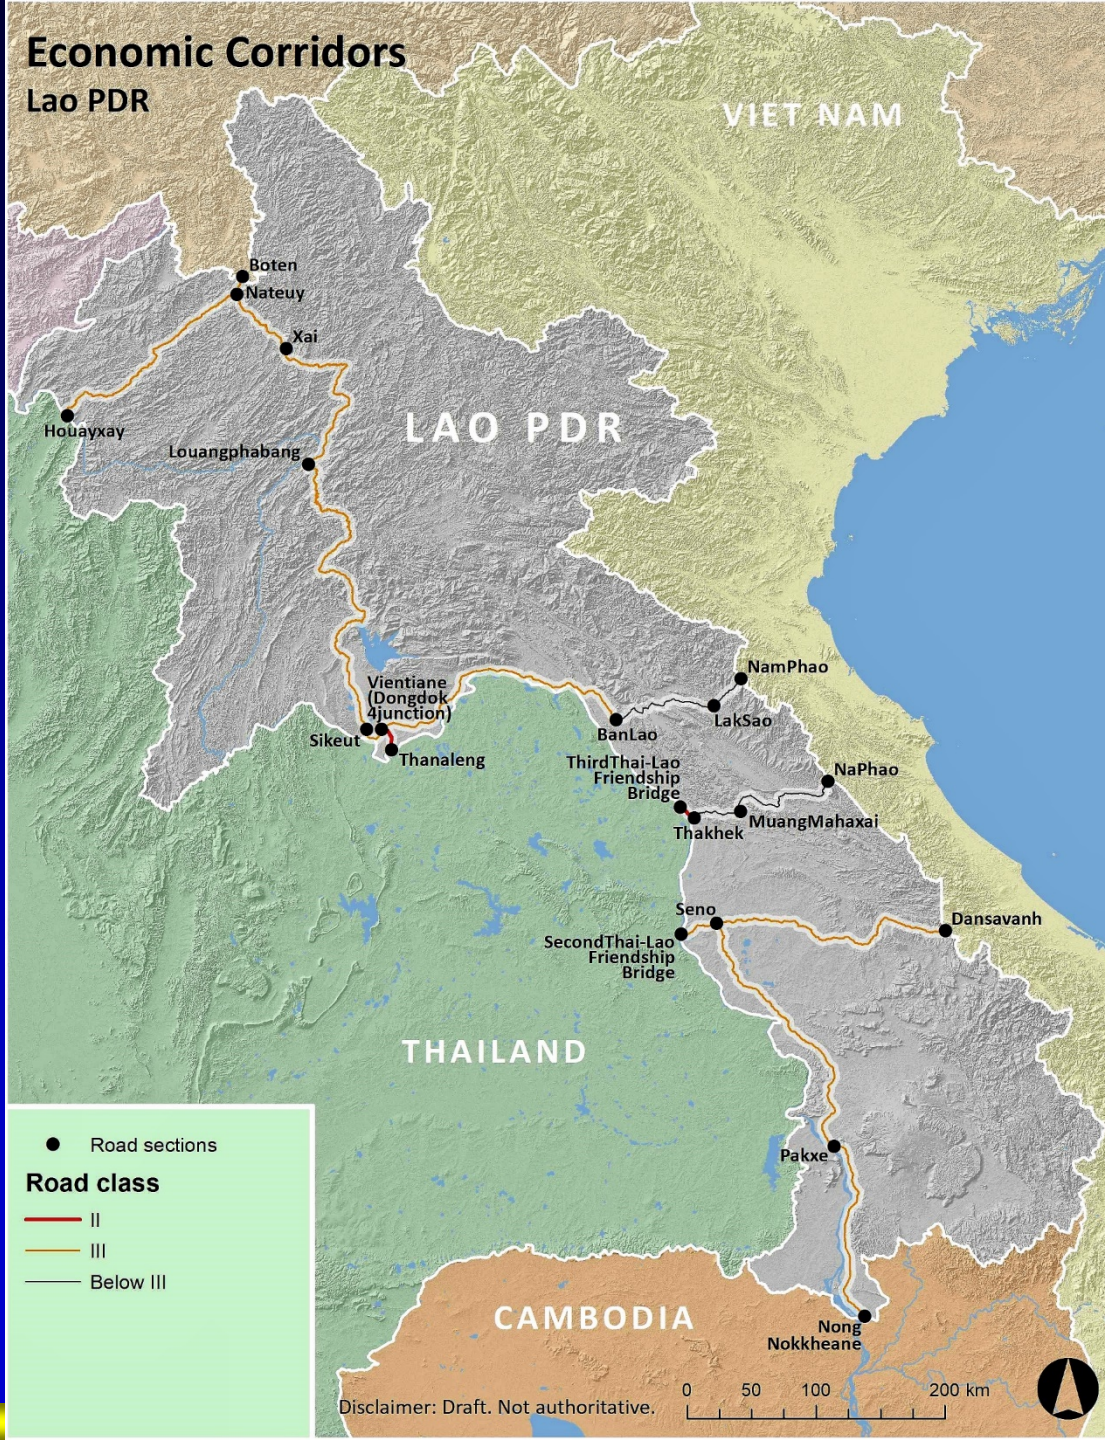 Economic Corridors
Lao PDR
VIET NAM
Boten
Nateuy
Xai
Houayxay
LAO PDR
Louangphabang
NamPhao
Vientiane
(Dongdok
4junction)
LakSao
BanLao
Sikeut
Thanaleng
ThirdThai-Lao
Friendship
Bridge
NaPhao
MuangMahaxai
Thakhek
Seno
Dansavanh
SecondThai-Lao
Friendship
Bridge
THAILAND
Pakxe
CAMBODIA
Nong
Nokkheane
Road sections
Road class
II
III
Below III
0 50 100 200 km
Disclaimer: Draft. Not authoritative.